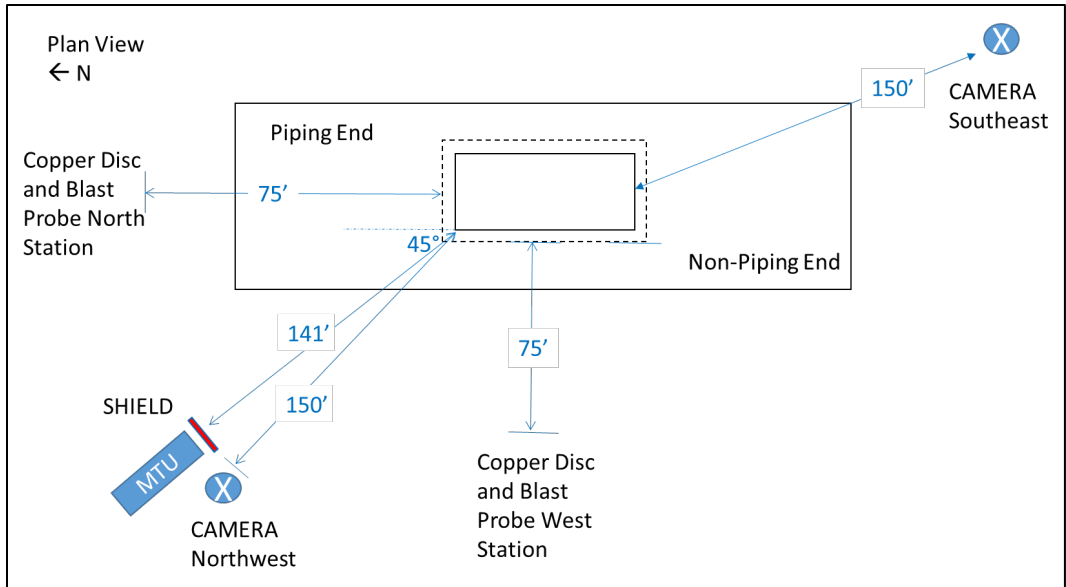 Plan View
← N
X
150’
CAMERA
Southeast
Piping End
Copper Disc
and Blast
Probe North
Station
75’
45°
Non-Piping End
141’
75’
SHIELD
150’
MTU
X
CAMERA
Northwest
Copper Disc
and Blast
Probe West
Station